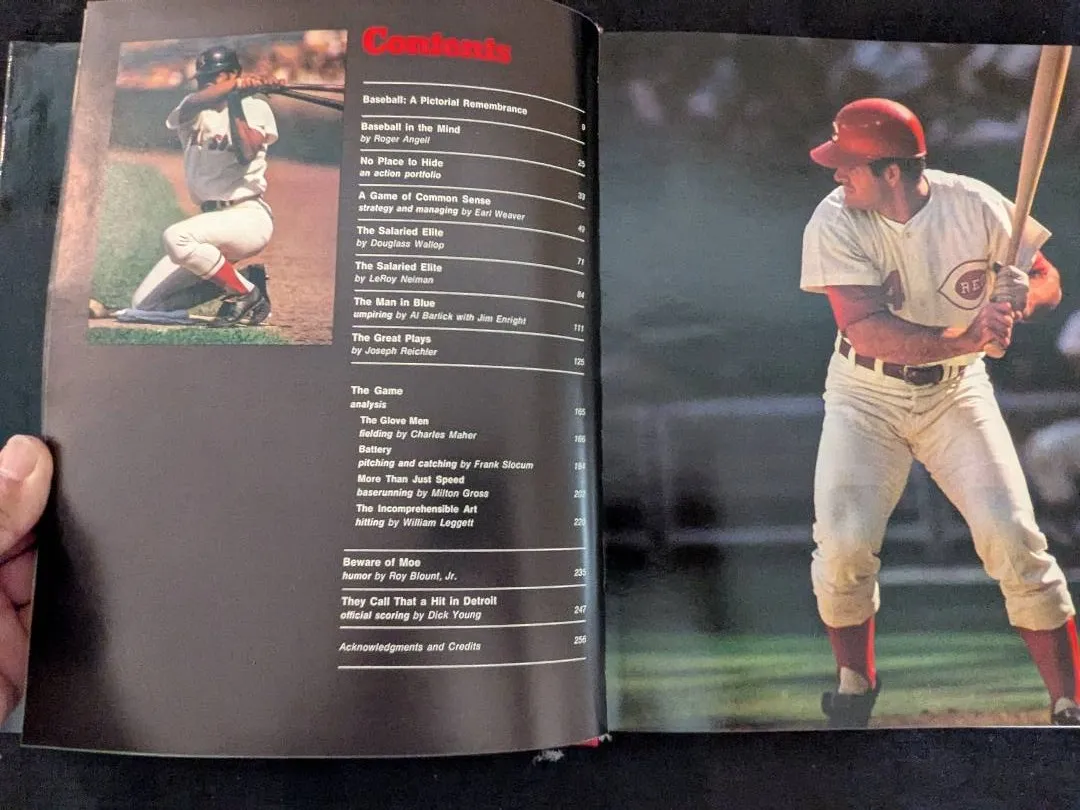 Contents
Baseball: A Pictorial Remembrance 9
Baseball in the Mind
by Roger Angell 25
No Place to Hide
an action portfolio 33
A Game of Common Sense
strategy and managing by Earl Weaver 49
The Salaried Elite
by Douglass Wallop 71
The Salaried Elite
by LeRoy Neiman 84
The Man in Blue
umpiring by Al Barlick with Jim Enright 111
The Great Plays
by Joseph Reichler 125
The Game
analysis 165
The Glove Men
fielding by Charles Maher 166
Battery
pitching and catching by Frank Slocum
More Than Just Speed
baserunning by Milton Gross
The Incomprehensible Art
hitting by William Leggett
Beware of Moe
humor by Roy Blount, Jr. 235
They Call That a Hit in Detroit
official scoring by Dick Young 247
Acknowledgments and Credits 256